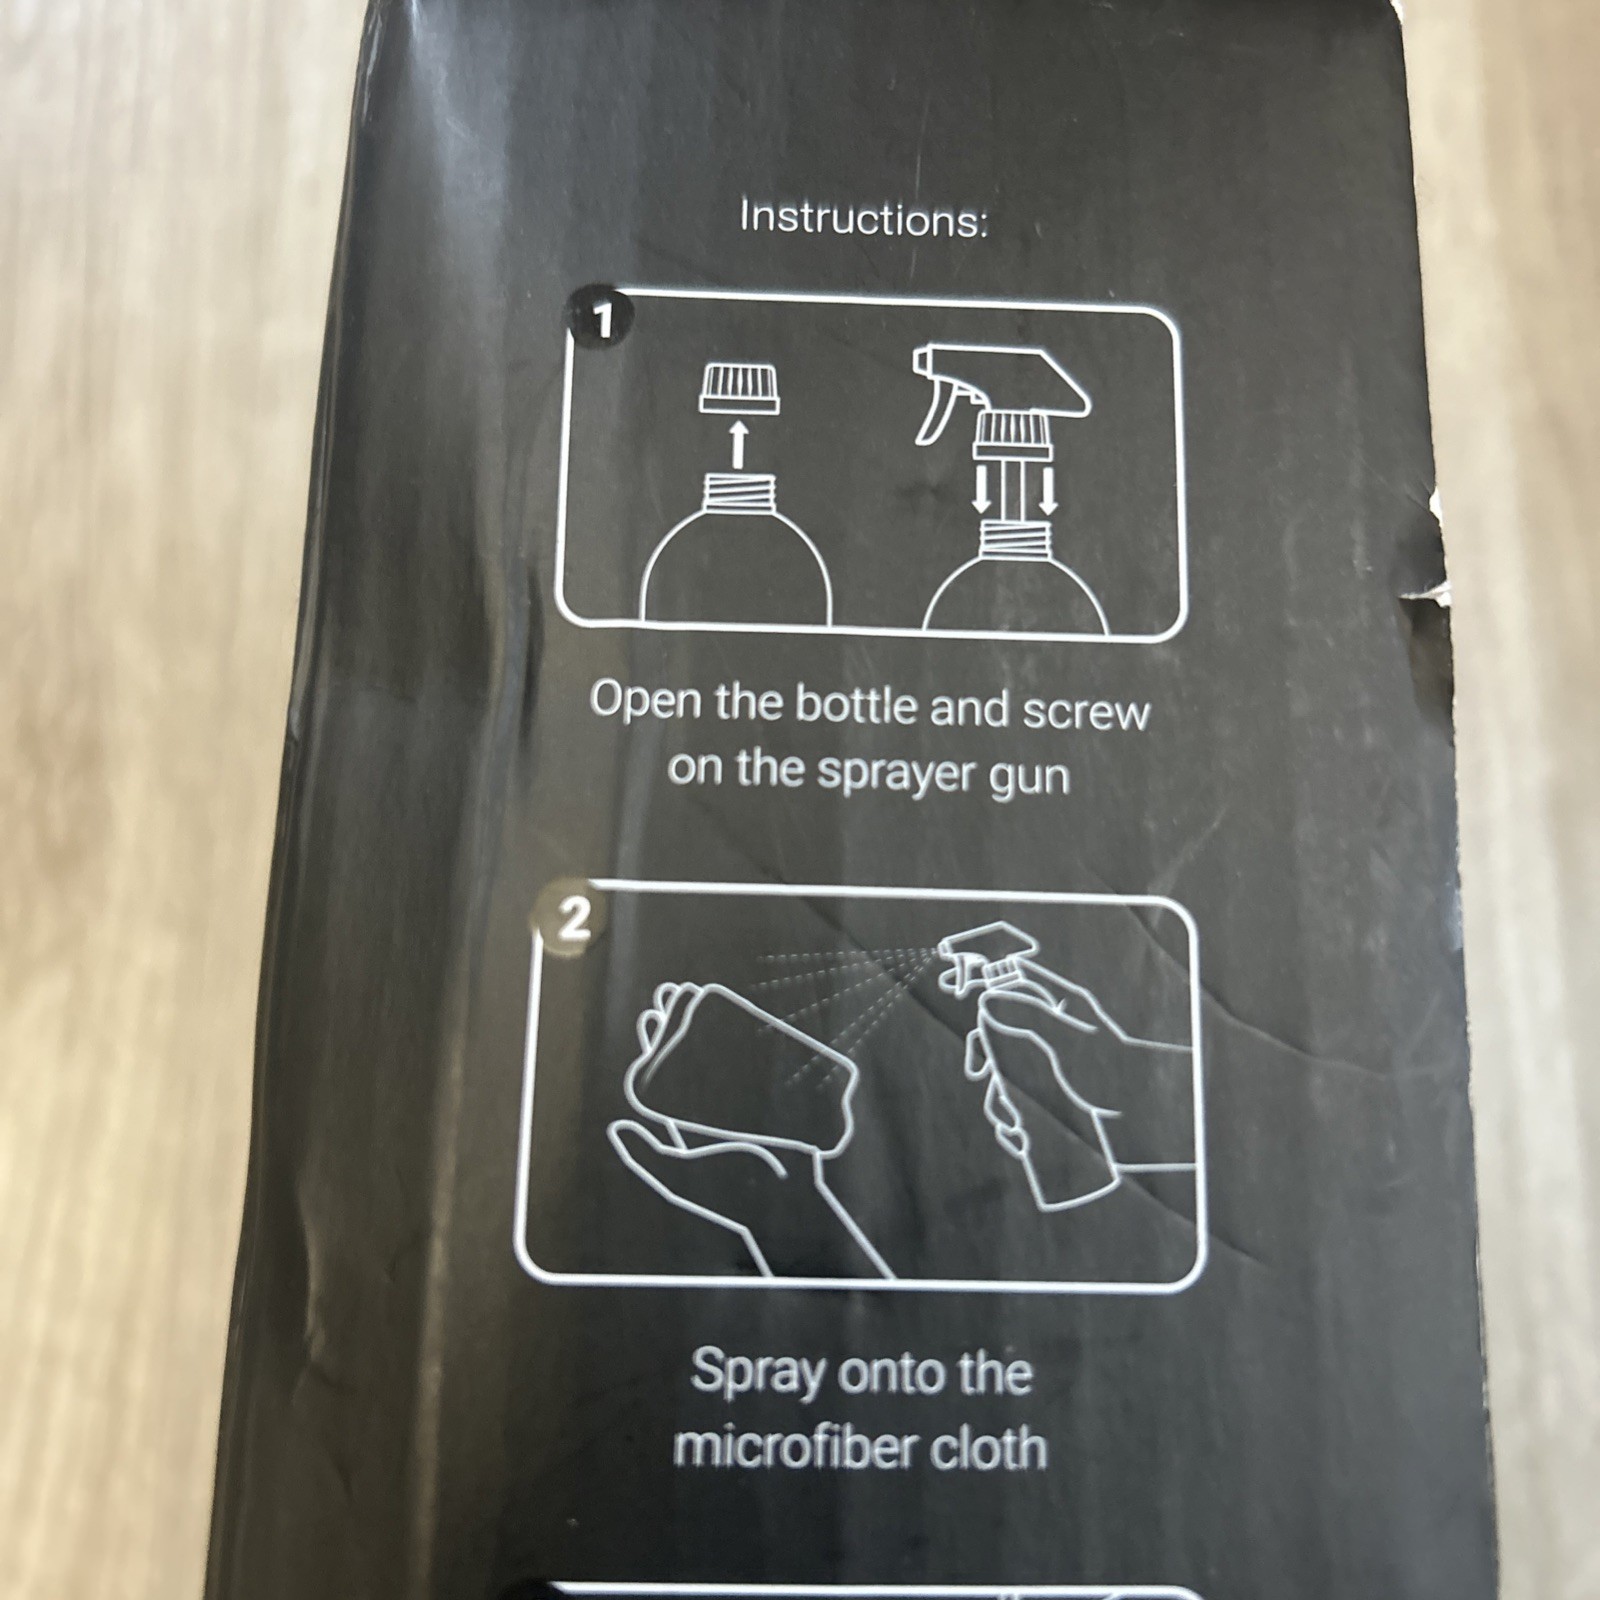 Instructions:
1
Open the bottle and screw
on the sprayer gun
2
Spray onto the
microfiber cloth